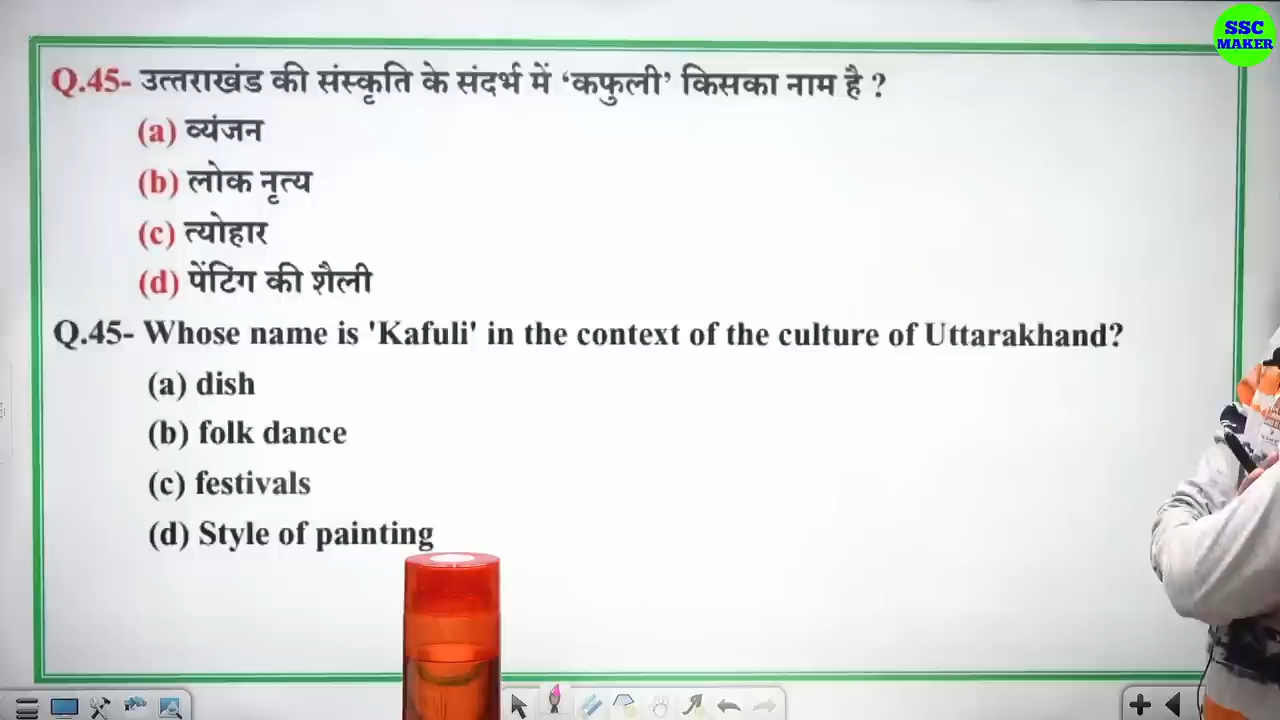 SSC
MAKER
Q.45- उत्तराखंड की संस्कृति के संदर्भ में ‘कफुली’ किसका नाम है ?
(a) व्यंजन
(b) लोक नृत्य
(c) त्योहार
(d) पेंटिंग की शैली
Q.45- Whose name is 'Kafuli' in the context of the culture of Uttarakhand?
(a) dish
(b) folk dance
(c) festivals
(d) Style of painting